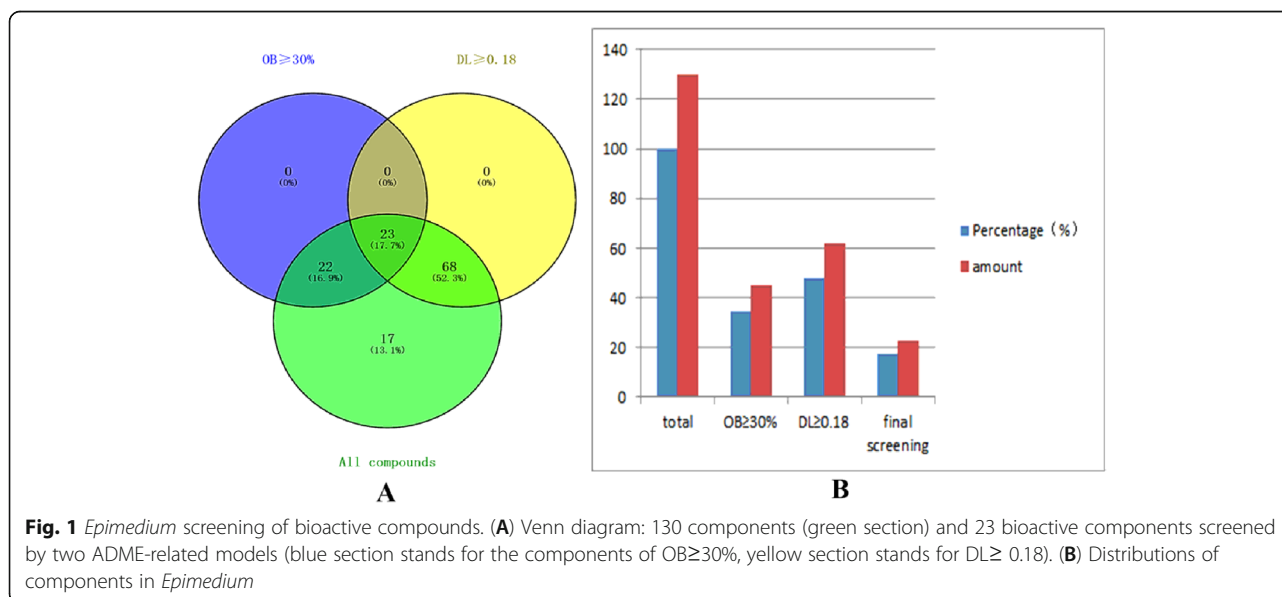 OB≥30%
DL≥0.18
0
(0%)
0
(0%)
0
(0%)
23
(17.7%)
22
(16.9%)
68
(52.3%)
17
(13.1%)
All compounds
A
140
120
100
80
60
40
20
0
total
OB≥30%
DL≥0.18
final
screening
Percentage (%)
amount
B
Fig. 1 Epimedium screening of bioactive compounds. (A) Venn diagram: 130 components (green section) and 23 bioactive components screened
by two ADME-related models (blue section stands for the components of OB≥30%, yellow section stands for DL≥ 0.18). (B) Distributions of
components in Epimedium